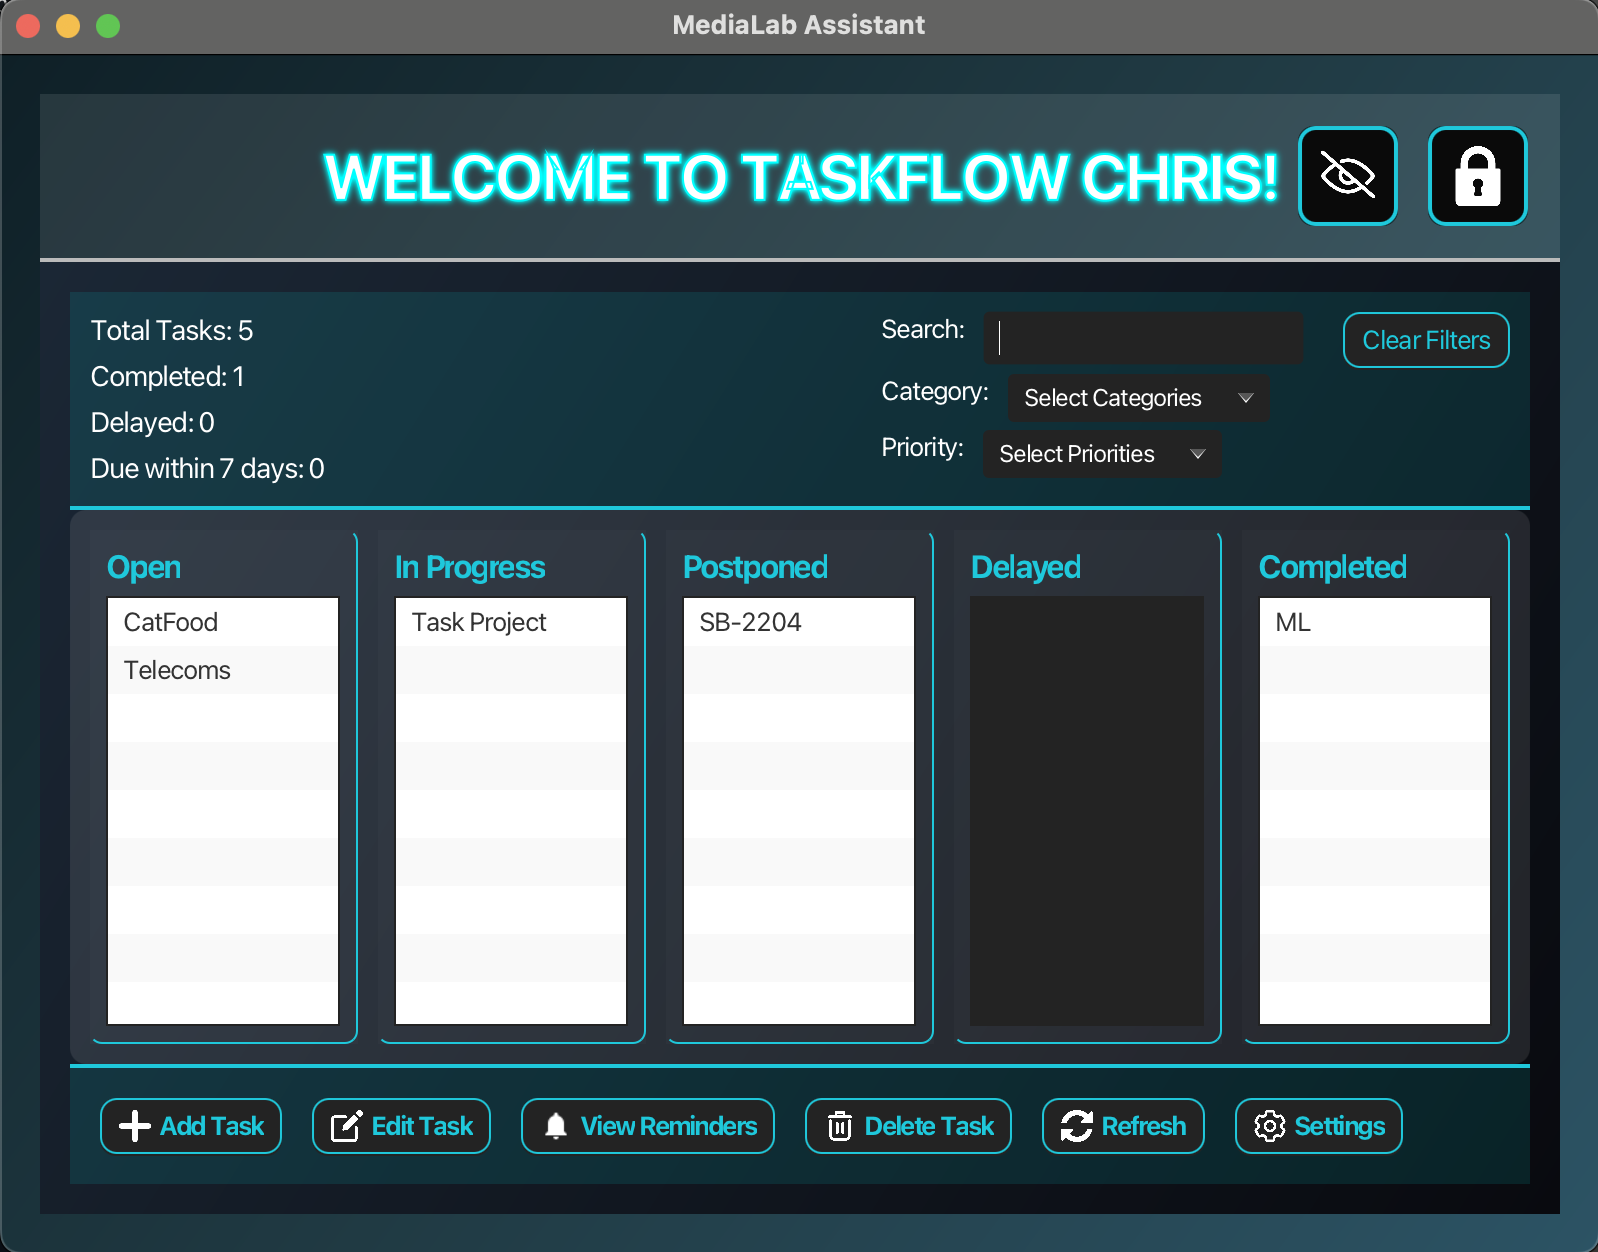 MediaLab Assistant
WELCOME TO TASKFLOW CHRIS!
Total Tasks: 5
Completed: 1
Delayed: 0
Due within 7 days: 0
Search:
Clear Filters
Category: Select Categories
Priority: Select Priorities
Open
CatFood
Telecoms
In Progress
Task Project
Postponed
SB-2204
Delayed
Completed
ML
Add Task
Edit Task
View Reminders
Delete Task
Refresh
Settings